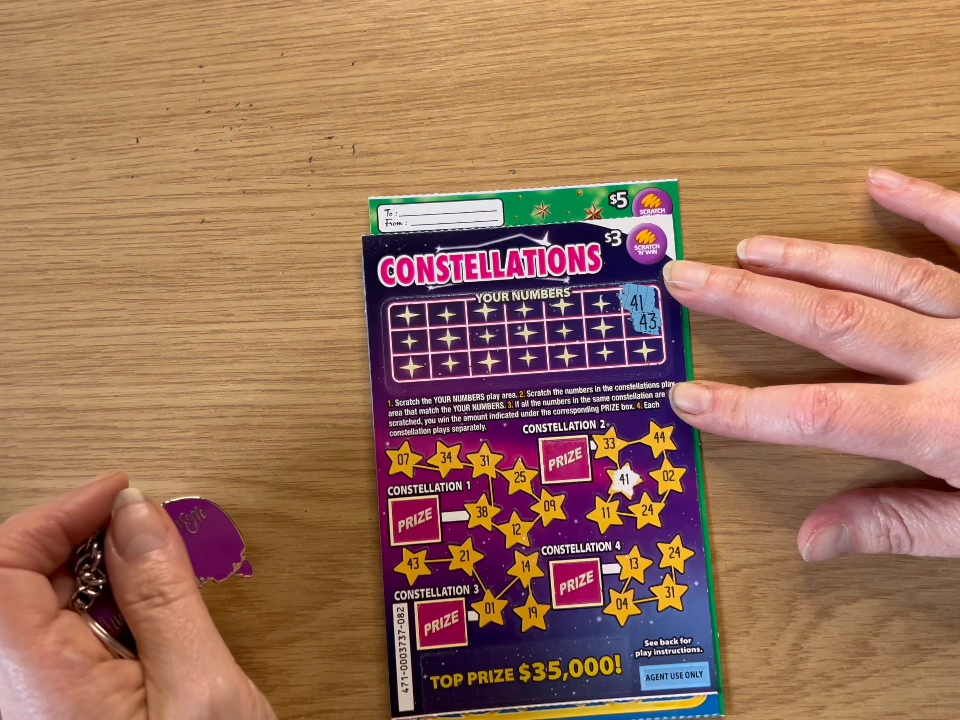 To :
From :
$5
SCRATCH
$3
SCRATCH
'N' WIN
CONSTELLATIONS
YOUR NUMBERS
41
43
1. Scratch the YOUR NUMBERS play area. 2. Scratch the numbers in the constellations play
area that match the YOUR NUMBERS. 3. If all the numbers in the same constellation are
scratched, you win the amount indicated under the corresponding PRIZE box. 4. Each
constellation plays separately.
CONSTELLATION 2
PRIZE
33
44
41
02
11
24
07
34
31
25
CONSTELLATION 1
PRIZE
38
09
12
43
21
14
CONSTELLATION 3
PRIZE
01
19
CONSTELLATION 4
PRIZE
13
24
04
31
471-0003737-082
TOP PRIZE $35,000!
See back for
play instructions.
AGENT USE ONLY